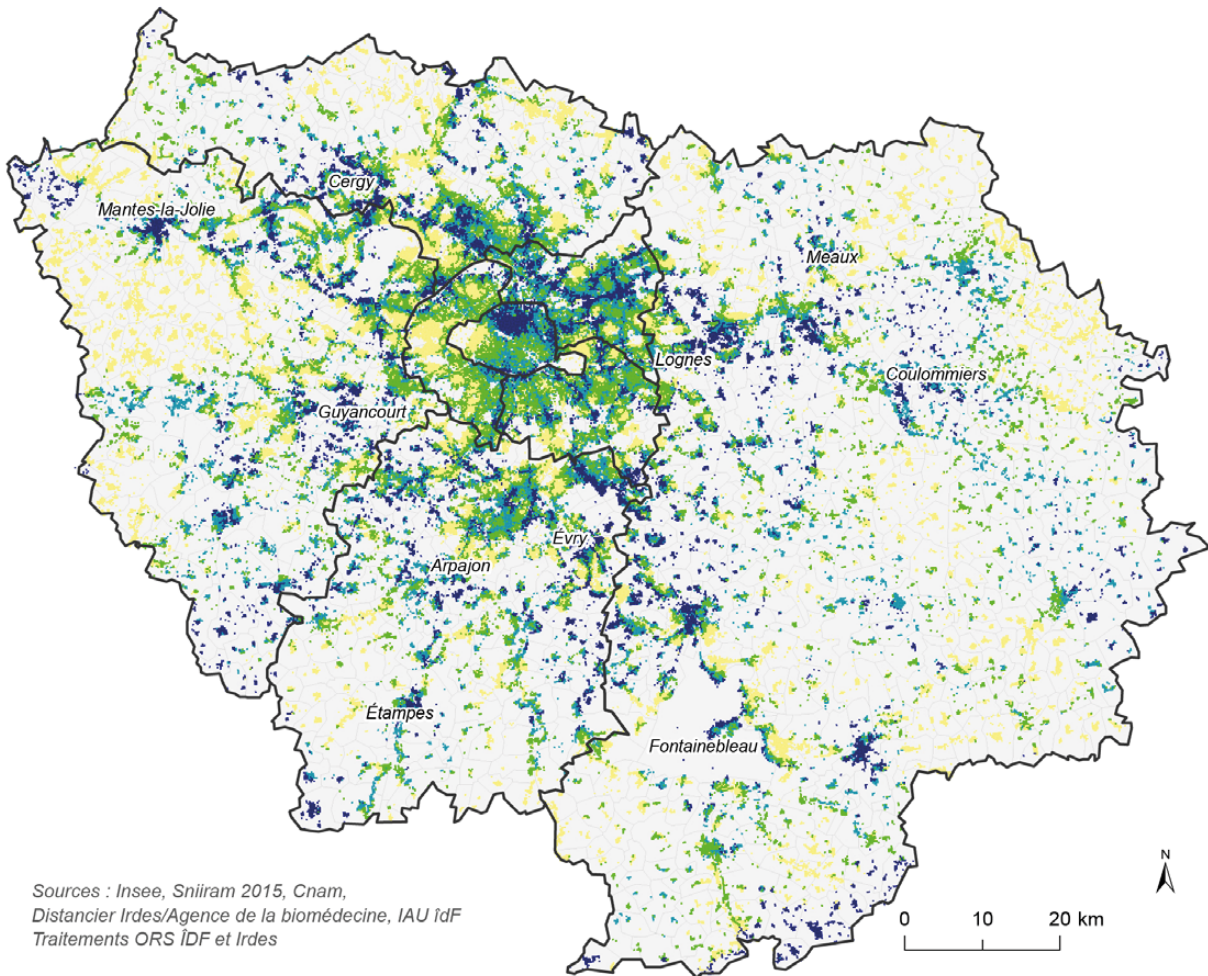 Cergy
Mantes-la-Jolie
Meaux
Lognes
Coulommiers
Guyancourt
Évry
Arpajon
Étampes
Fontainebleau
N
Sources : Insee, Sniiram 2015, Cnam,
Distancier Irdes/Agence de la biomédecine, IAU îdF
Traitements ORS ÎDF et Irdes
0 10 20 km